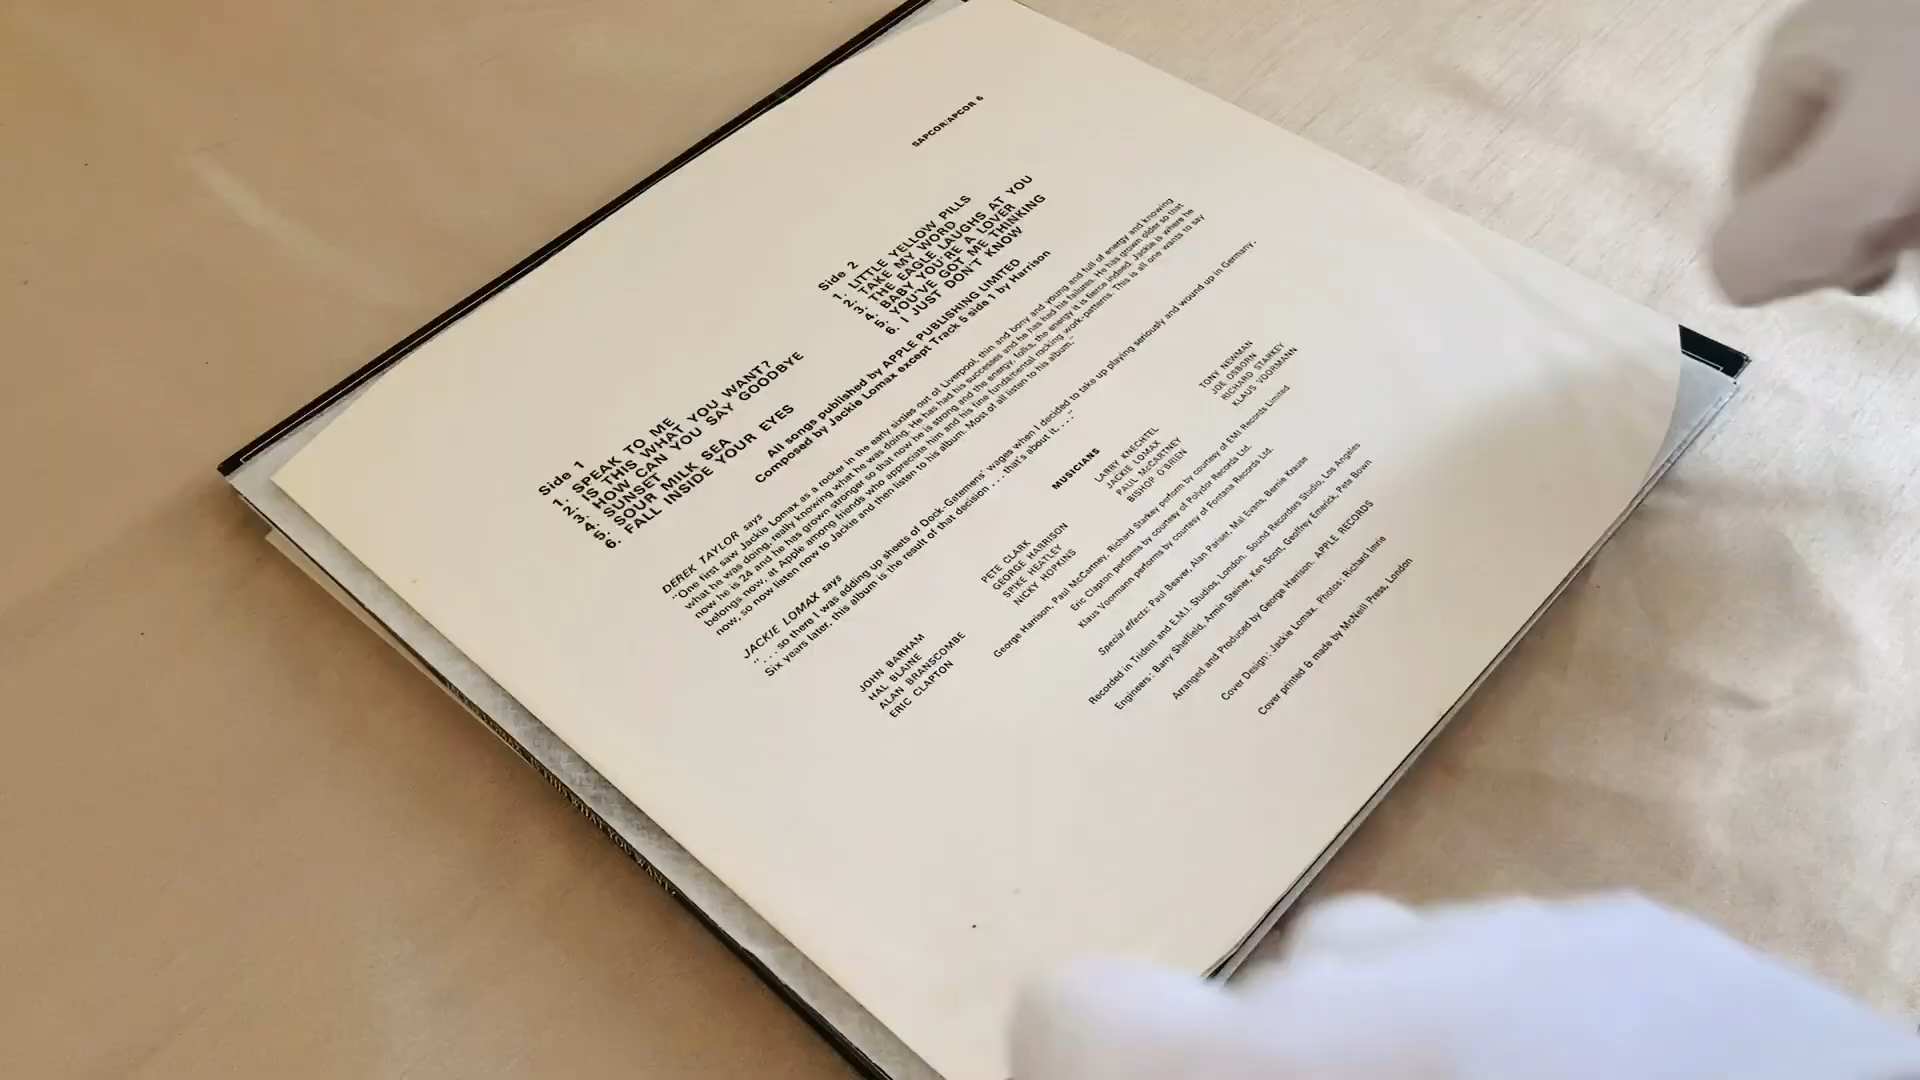 SAPCOR/APCOR 6
Side 1
1. SPEAK TO ME
2. IS THIS WHAT YOU WANT?
3. HOW CAN YOU SAY GOODBYE
4. SUNSET
5. SOUR MILK SEA
6. FALL INSIDE YOUR EYES
Side 2
1. LITTLE YELLOW PILLS
2. TAKE MY WORD
3. THE EAGLE LAUGHS AT YOU
4. BABY YOU'RE A LOVER
5. YOU'VE GOT ME THINKING
6. I JUST DON'T KNOW
All songs published by APPLE PUBLISHING LIMITED
Composed by Jackie Lomax except Track 5 side 1 by Harrison
DEREK TAYLOR says
"One first saw Jackie Lomax as a rocker in the early sixties out of Liverpool, thin and bony and young and full of energy and knowing
what he was doing, really knowing what he was doing. He has had his successes and he has had his failures. He has grown older so that
now he is 24 and he has grown stronger so that now he is strong and the energy, folks, the energy it is fierce indeed. Jackie is where he
belongs now, at Apple among friends who appreciate him and his fine fundamental rocking work-patterns. This is all one wants to say
now, so now listen now to Jackie and then listen to his album. Most of all listen to his album."
JACKIE LOMAX says
". . . so there I was adding up sheets of Dock-Gatemens' wages when I decided to take up playing seriously and wound up in Germany.
Six years later, this album is the result of that decision . . . . that's about it. . . ."
MUSICIANS
JOHN BARHAM
HAL BLAINE
ALAN BRANSCOMBE
ERIC CLAPTON
PETE CLARK
GEORGE HARRISON
SPIKE HEATLEY
NICKY HOPKINS
LARRY KNECHTEL
JACKIE LOMAX
PAUL McCARTNEY
BISHOP O'BRIEN
TONY NEWMAN
JOE OSBORN
RICHARD STARKEY
KLAUS VOORMANN
George Harrison, Paul McCartney, Richard Starkey perform by courtesy of EMI Records Limited
Eric Clapton performs by courtesy of Polydor Records Ltd.
Klaus Voormann performs by courtesy of Fontana Records Ltd.
Special effects: Paul Beaver, Alan Pariser, Mal Evans, Bernie Krause
Recorded in Trident and E.M.I. Studios, London. Sound Recorders Studio, Los Angeles
Engineers: Barry Sheffield, Armin Steiner, Ken Scott, Geoffrey Emerick, Pete Bown
Arranged and Produced by George Harrison. APPLE RECORDS
Cover Design: Jackie Lomax. Photos: Richard Imrie
Cover printed & made by McNeill Press, London
IS THIS WHAT YOU WANT?